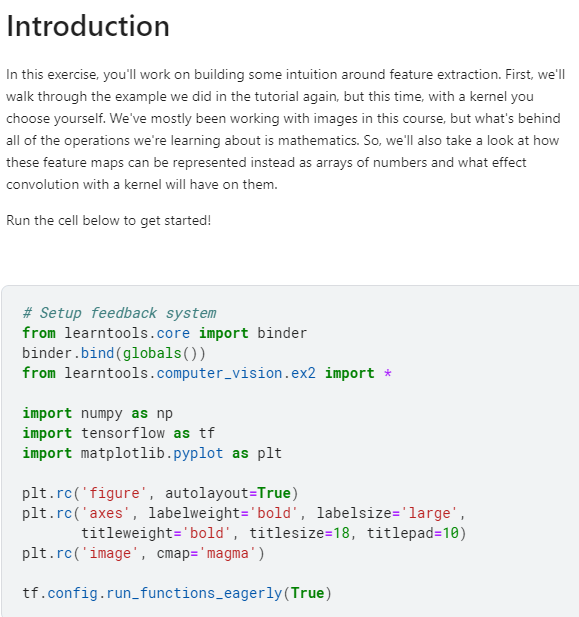 Introduction
In this exercise, you'll work on building some intuition around feature extraction. First, we'll
walk through the example we did in the tutorial again, but this time, with a kernel you
choose yourself. We've mostly been working with images in this course, but what's behind
all of the operations we're learning about is mathematics. So, we'll also take a look at how
these feature maps can be represented instead as arrays of numbers and what effect
convolution with a kernel will have on them.
Run the cell below to get started!
# Setup feedback system
from learntools.core import binder
binder.bind(globals())
from learntools.computer_vision.ex2 import *
import numpy as np
import tensorflow as tf
import matplotlib.pyplot as plt
plt.rc('figure', autolayout=True)
plt.rc('axes', labelweight='bold', labelsize='large',
       titleweight='bold', titlesize=18, titlepad=10)
plt.rc('image', cmap='magma')
tf.config.run_functions_eagerly(True)